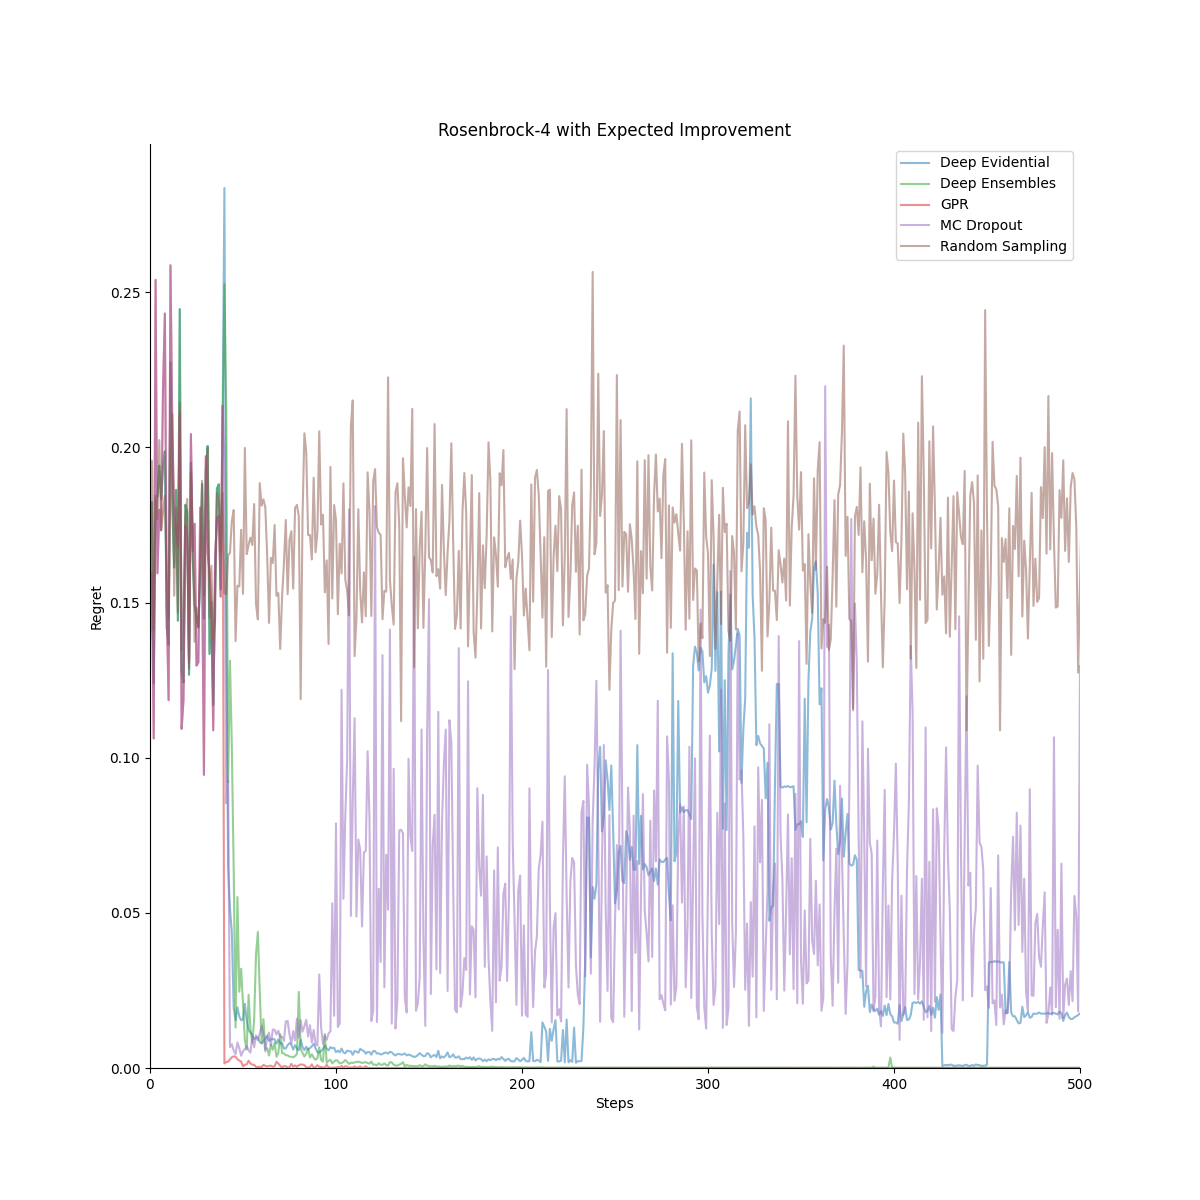 Rosenbrock-4 with Expected Improvement
Deep Evidential
Deep Ensembles
GPR
MC Dropout
Random Sampling
Regret
0.25
0.20
0.15
0.10
0.05
0.00
0 100 200 300 400 500
Steps